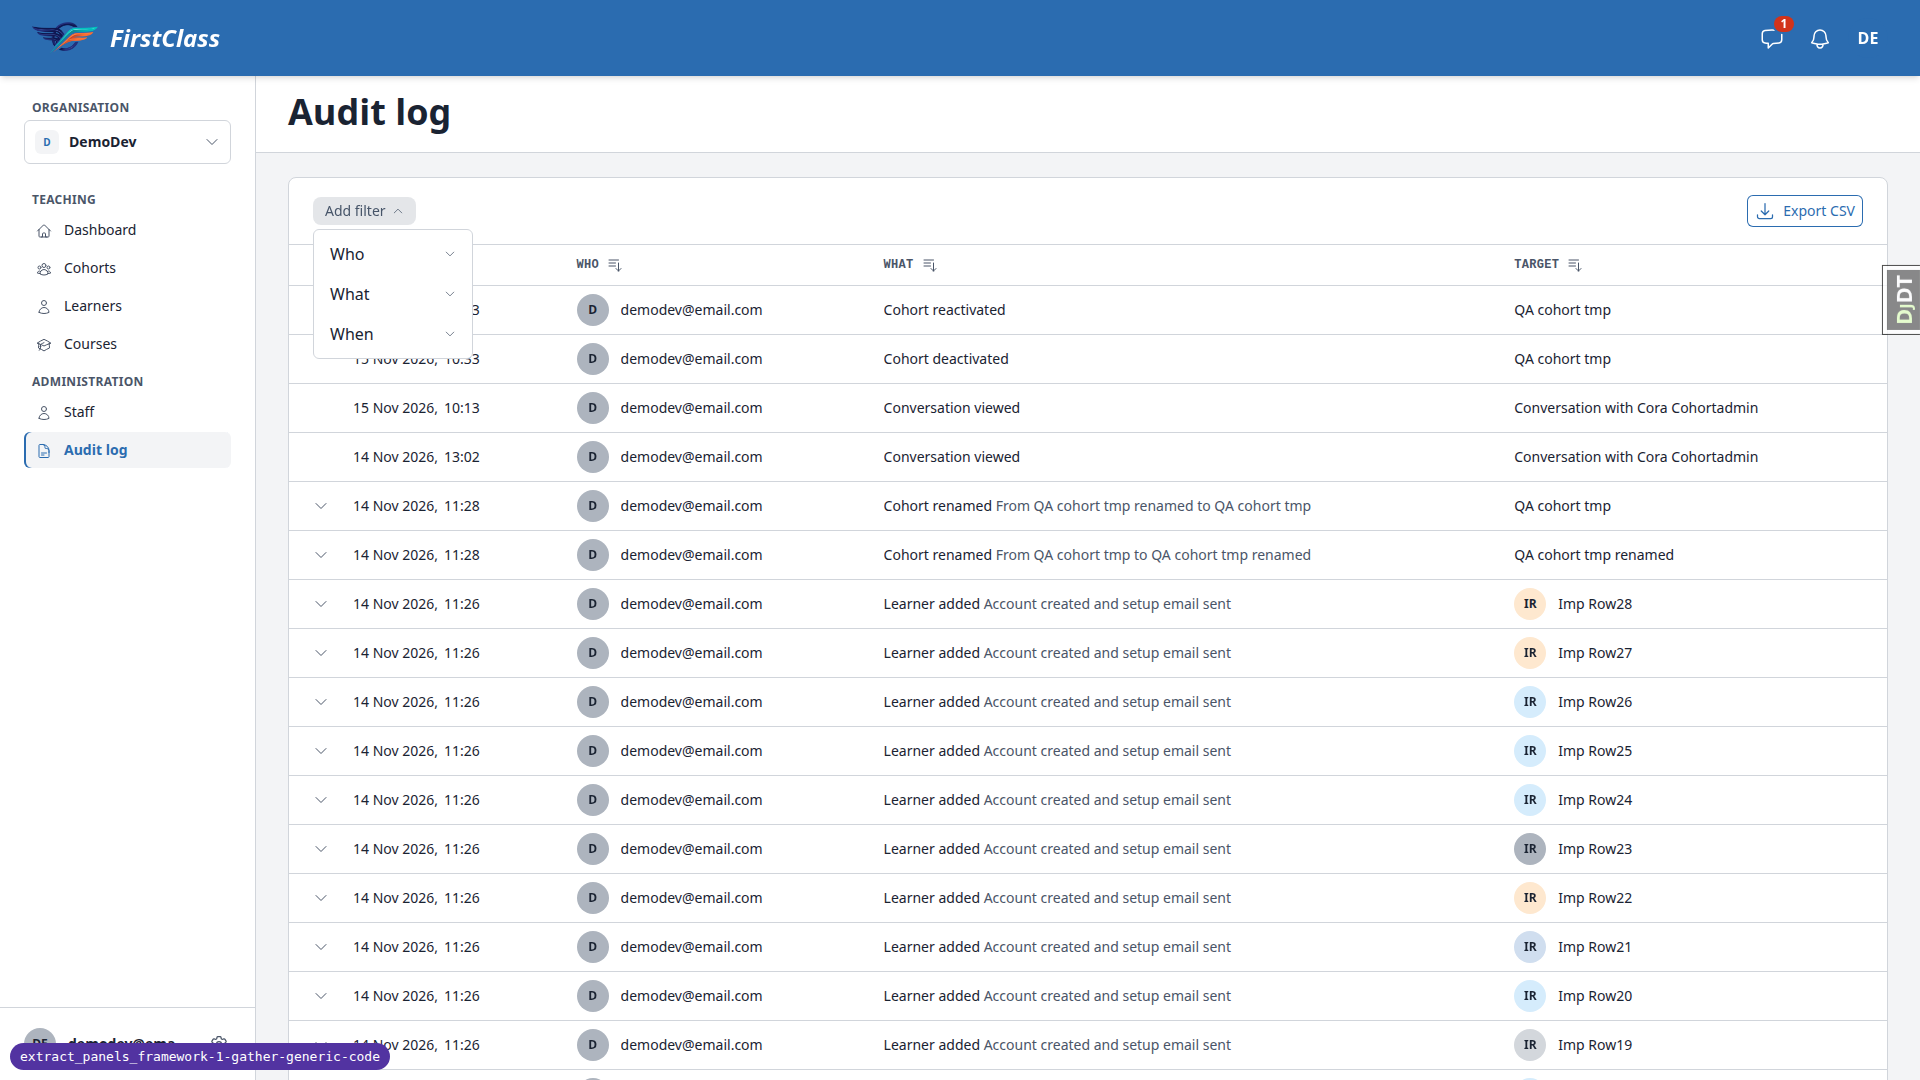 FirstClass
1
DE
ORGANISATION
D DemoDev
TEACHING
Dashboard
Cohorts
Learners
Courses
ADMINISTRATION
Staff
Audit log
extract_panels_framework-1-gather-generic-code
Audit log
Add filter
Export CSV
Who
What
When
WHO WHAT TARGET
3 D demodev@email.com Cohort reactivated QA cohort tmp
15 Nov 2026, 10:33 D demodev@email.com Cohort deactivated QA cohort tmp
15 Nov 2026, 10:13 D demodev@email.com Conversation viewed Conversation with Cora Cohortadmin
14 Nov 2026, 13:02 D demodev@email.com Conversation viewed Conversation with Cora Cohortadmin
14 Nov 2026, 11:28 D demodev@email.com Cohort renamed From QA cohort tmp renamed to QA cohort tmp QA cohort tmp
14 Nov 2026, 11:28 D demodev@email.com Cohort renamed From QA cohort tmp to QA cohort tmp renamed QA cohort tmp renamed
14 Nov 2026, 11:26 D demodev@email.com Learner added Account created and setup email sent IR Imp Row28
14 Nov 2026, 11:26 D demodev@email.com Learner added Account created and setup email sent IR Imp Row27
14 Nov 2026, 11:26 D demodev@email.com Learner added Account created and setup email sent IR Imp Row26
14 Nov 2026, 11:26 D demodev@email.com Learner added Account created and setup email sent IR Imp Row25
14 Nov 2026, 11:26 D demodev@email.com Learner added Account created and setup email sent IR Imp Row24
14 Nov 2026, 11:26 D demodev@email.com Learner added Account created and setup email sent IR Imp Row23
14 Nov 2026, 11:26 D demodev@email.com Learner added Account created and setup email sent IR Imp Row22
14 Nov 2026, 11:26 D demodev@email.com Learner added Account created and setup email sent IR Imp Row21
14 Nov 2026, 11:26 D demodev@email.com Learner added Account created and setup email sent IR Imp Row20
Nov 2026, 11:26 D demodev@email.com Learner added Account created and setup email sent IR Imp Row19
DJDT